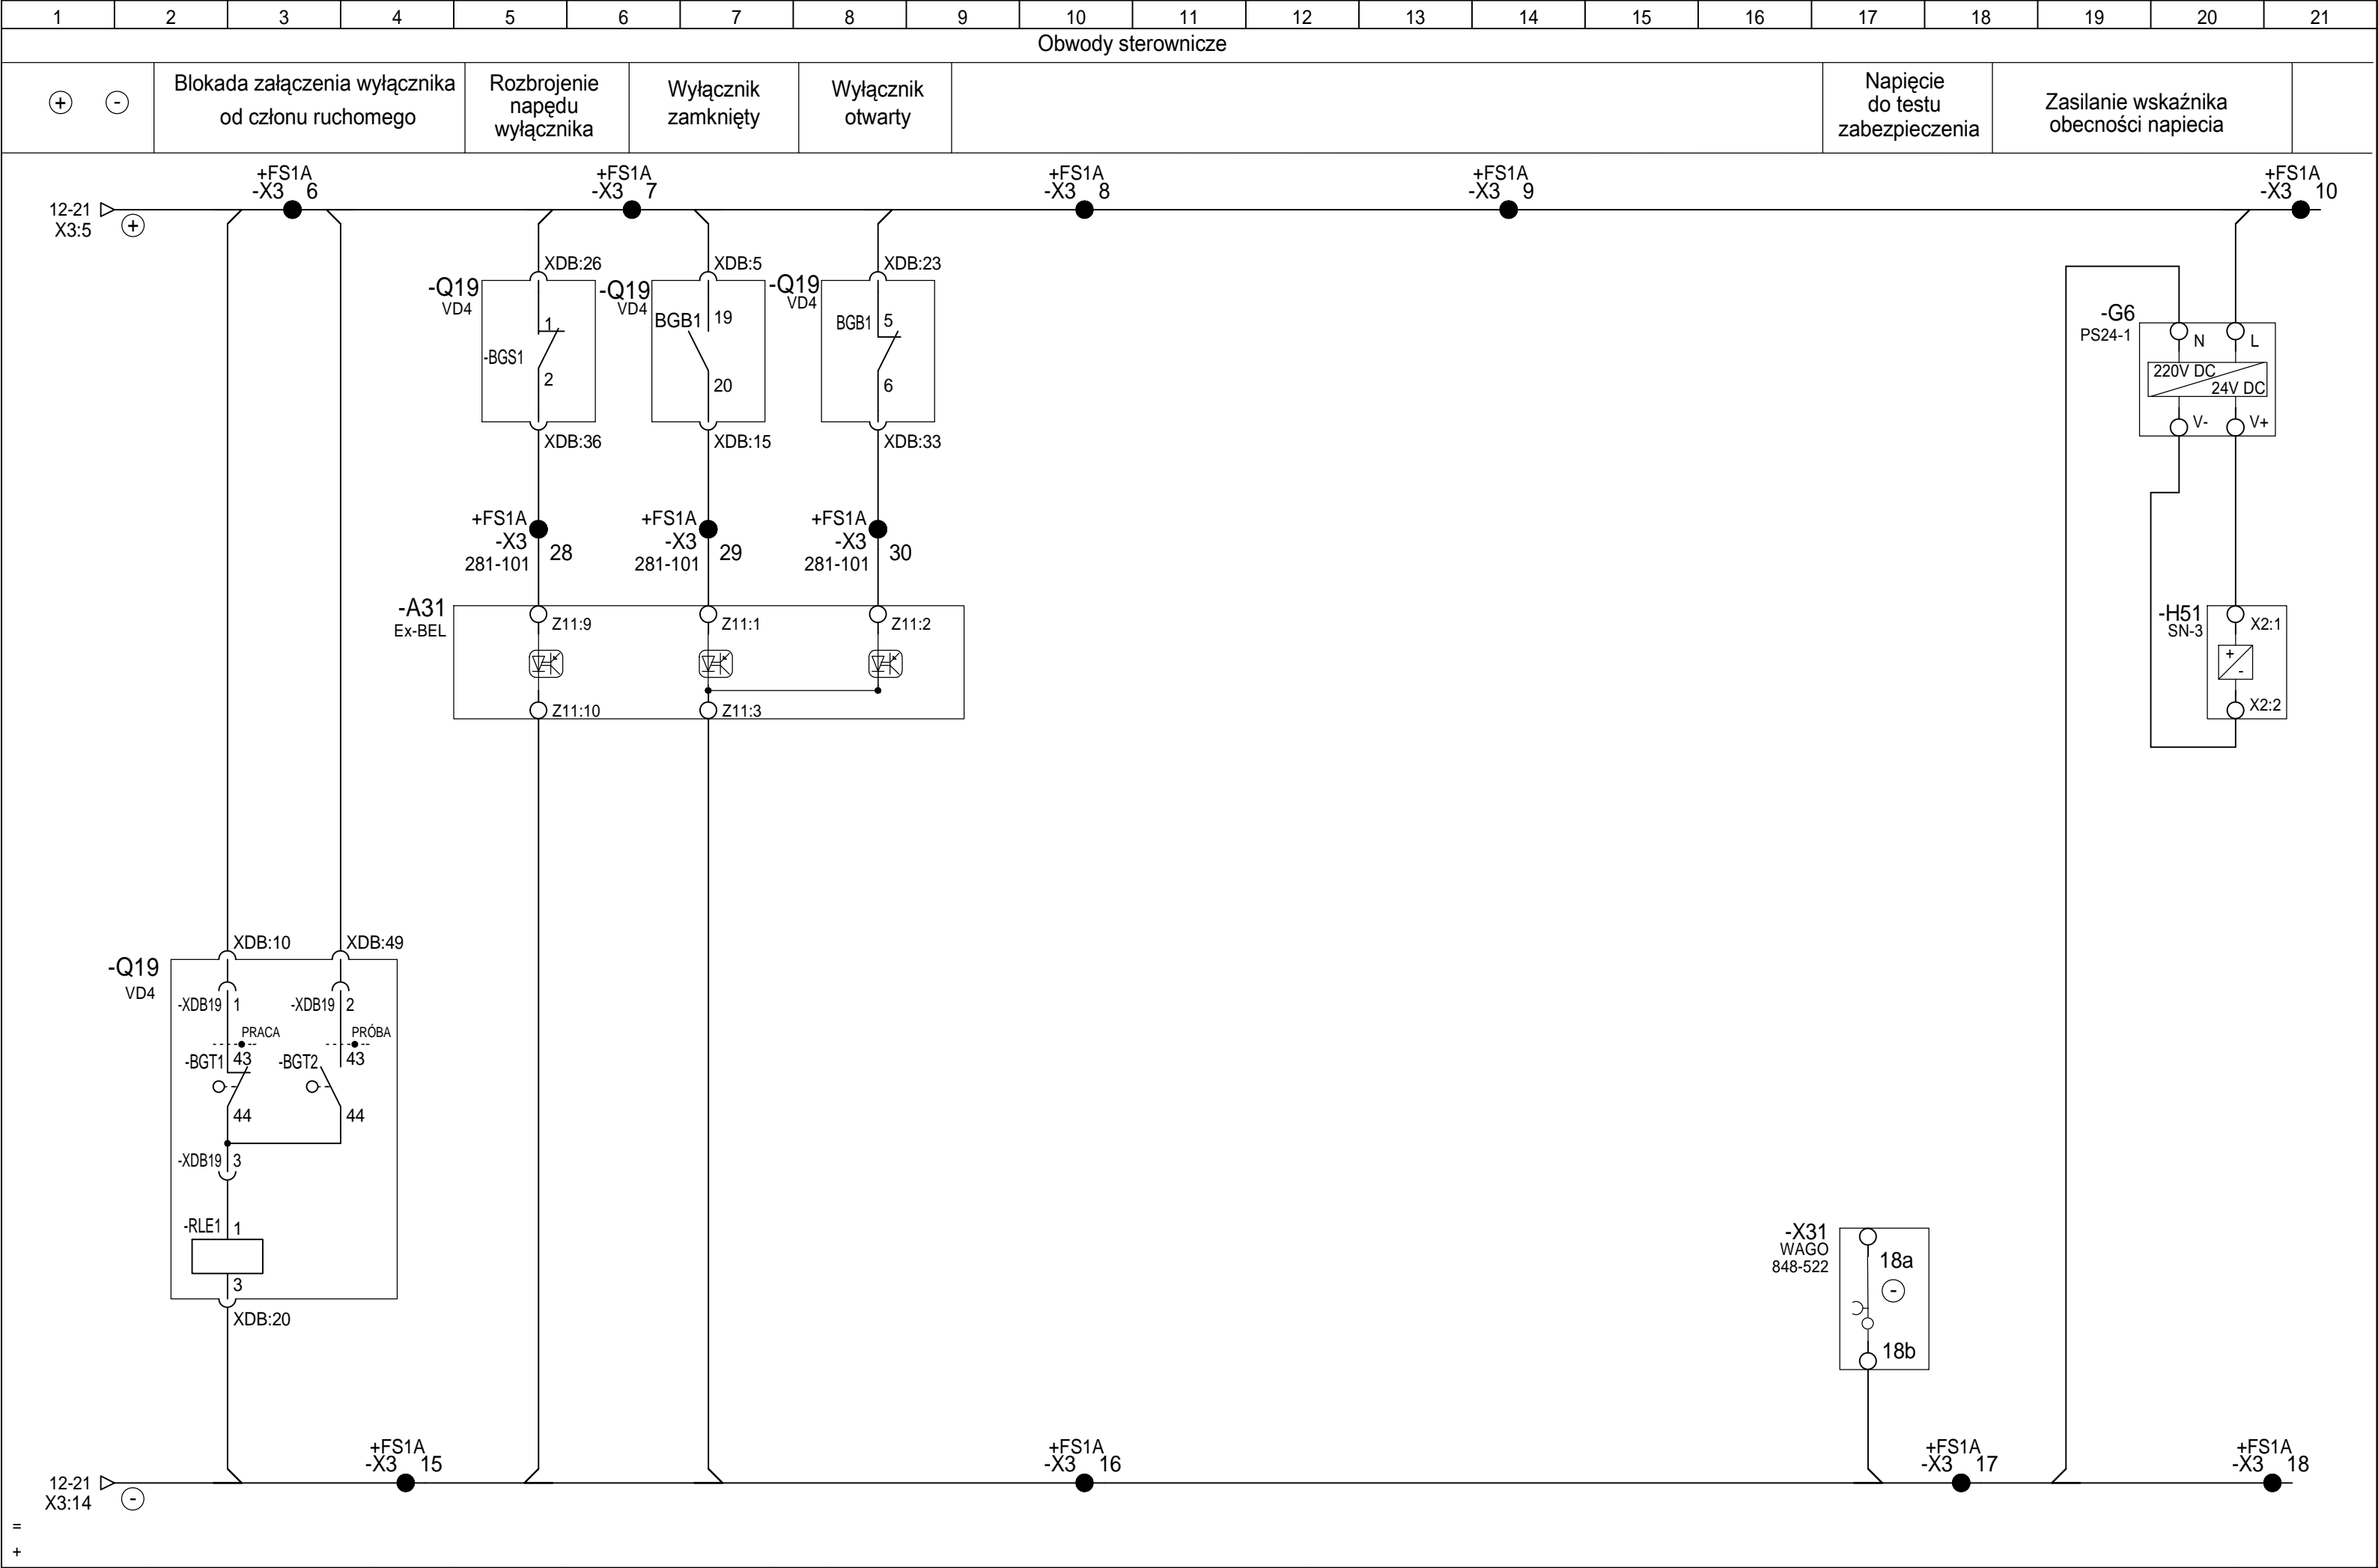 1 2 3 4 5 6 7 8 9 10 11 12 13 14 15 16 17 18 19 20 21
Obwody sterownicze
+ -
Blokada załączenia wyłącznika
od członu ruchomego
Rozbrojenie
napędu
wyłącznika
Wyłącznik
zamknięty
Wyłącznik
otwarty
Napięcie
do testu
zabezpieczenia
Zasilanie wskaźnika
obecności napiecia
+FS1A
-X3 6
+FS1A
-X3 7
+FS1A
-X3 8
+FS1A
-X3 9
+FS1A
-X3 10
12-21
X3:5
+
XDB:26
-Q19
VD4
1
-BGS1
2
XDB:36
XDB:5
-Q19
VD4
BGB1 19
20
XDB:15
XDB:23
-Q19
VD4
BGB1 5
6
XDB:33
-G6
PS24-1
N L
220V DC
24V DC
V- V+
+FS1A
-X3
281-101
28
+FS1A
-X3
281-101
29
+FS1A
-X3
281-101
30
-A31
Ex-BEL
Z11:9
Z11:1
Z11:2
Z11:10
Z11:3
-H51
SN-3
X2:1
+
-
X2:2
XDB:10
XDB:49
-Q19
VD4
-XDB19 1
-XDB19 2
PRACA
PRÓBA
-BGT1 43
-BGT2 43
44
44
-XDB19 3
-RLE1 1
3
XDB:20
-X31
WAGO
848-522
18a
-
18b
+FS1A
-X3 15
+FS1A
-X3 16
+FS1A
-X3 17
+FS1A
-X3 18
12-21
X3:14
-
=
+